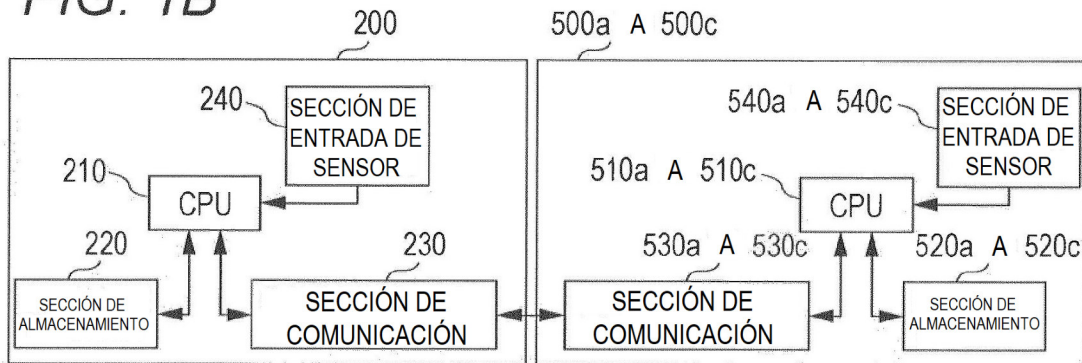 FIG. 1B
200
500a A 500c
240
SECCIÓN DE
ENTRADA DE
SENSOR
210
CPU
220
SECCIÓN DE
ALMACENAMIENTO
230
SECCIÓN DE
COMUNICACIÓN
540a A 540c
SECCIÓN DE
ENTRADA DE
SENSOR
510a A 510c
CPU
530a A 530c
SECCIÓN DE
COMUNICACIÓN
520a A 520c
SECCIÓN DE
ALMACENAMIENTO